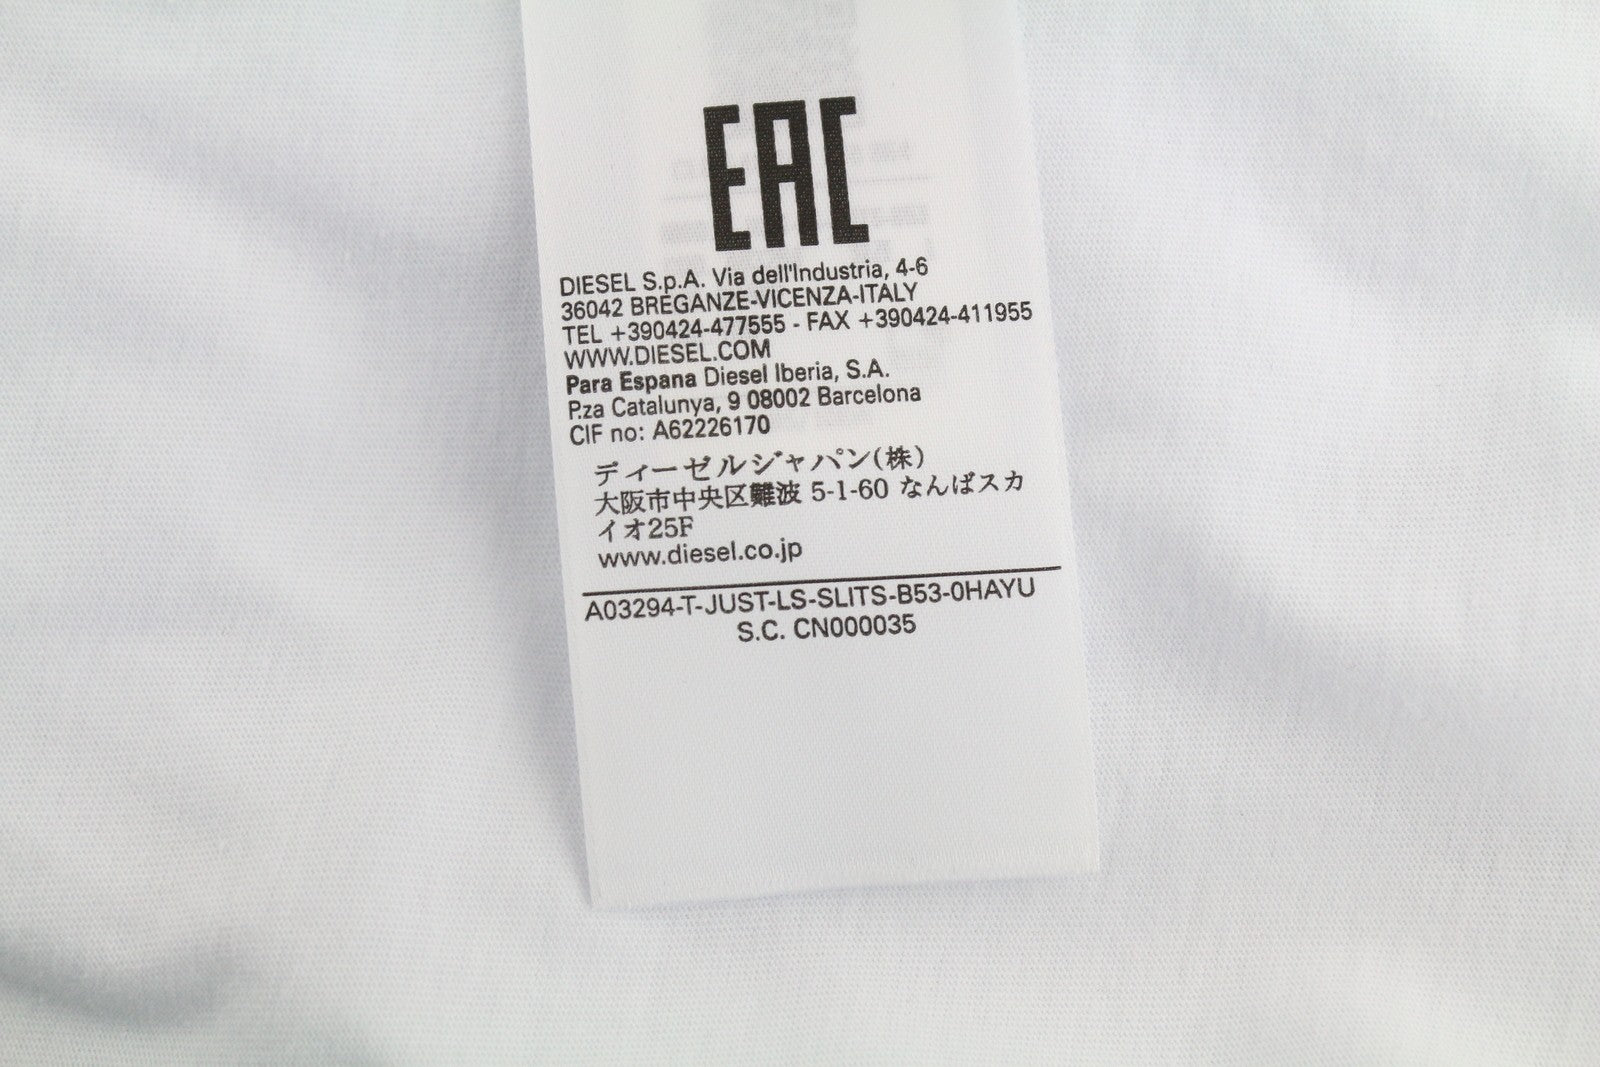 EAC
DIESEL S.p.A. Via dell'Industria, 4-6
36042 BREGANZE-VICENZA-ITALY
TEL +390424-477555 - FAX +390424-411955
WWW.DIESEL.COM
Para Espana Diesel Iberia, S.A.
P.za Catalunya, 9 08002 Barcelona
CIF no: A62226170
ディーゼルジャパン(株)
大阪市中央区難波 5-1-60 なんばスカ
イオ25F
www.diesel.co.jp
A03294-T-JUST-LS-SLITS-B53-0HAYU
S.C. CN000035